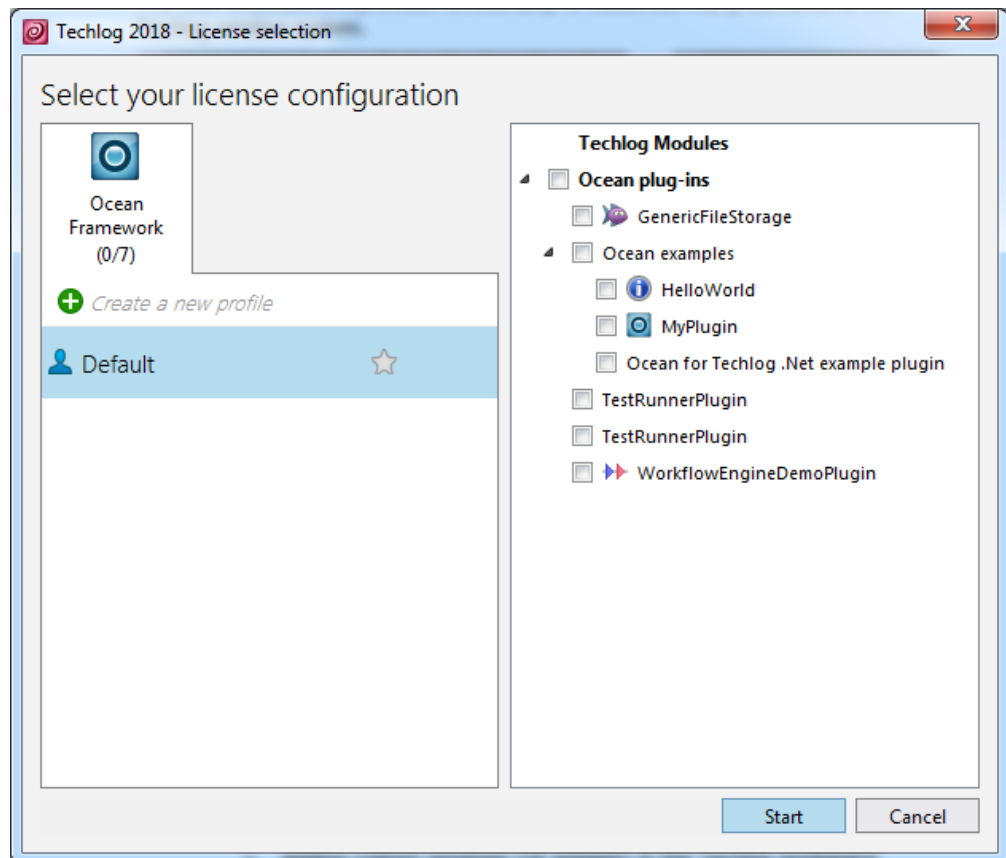 Techlog 2018 - License selection
Select your license configuration
Ocean
Framework
(0/7)
Create a new profile
Default
Techlog Modules
Ocean plug-ins
GenericFileStorage
Ocean examples
HelloWorld
MyPlugin
Ocean for Techlog .Net example plugin
TestRunnerPlugin
TestRunnerPlugin
WorkflowEngineDemoPlugin
Start
Cancel